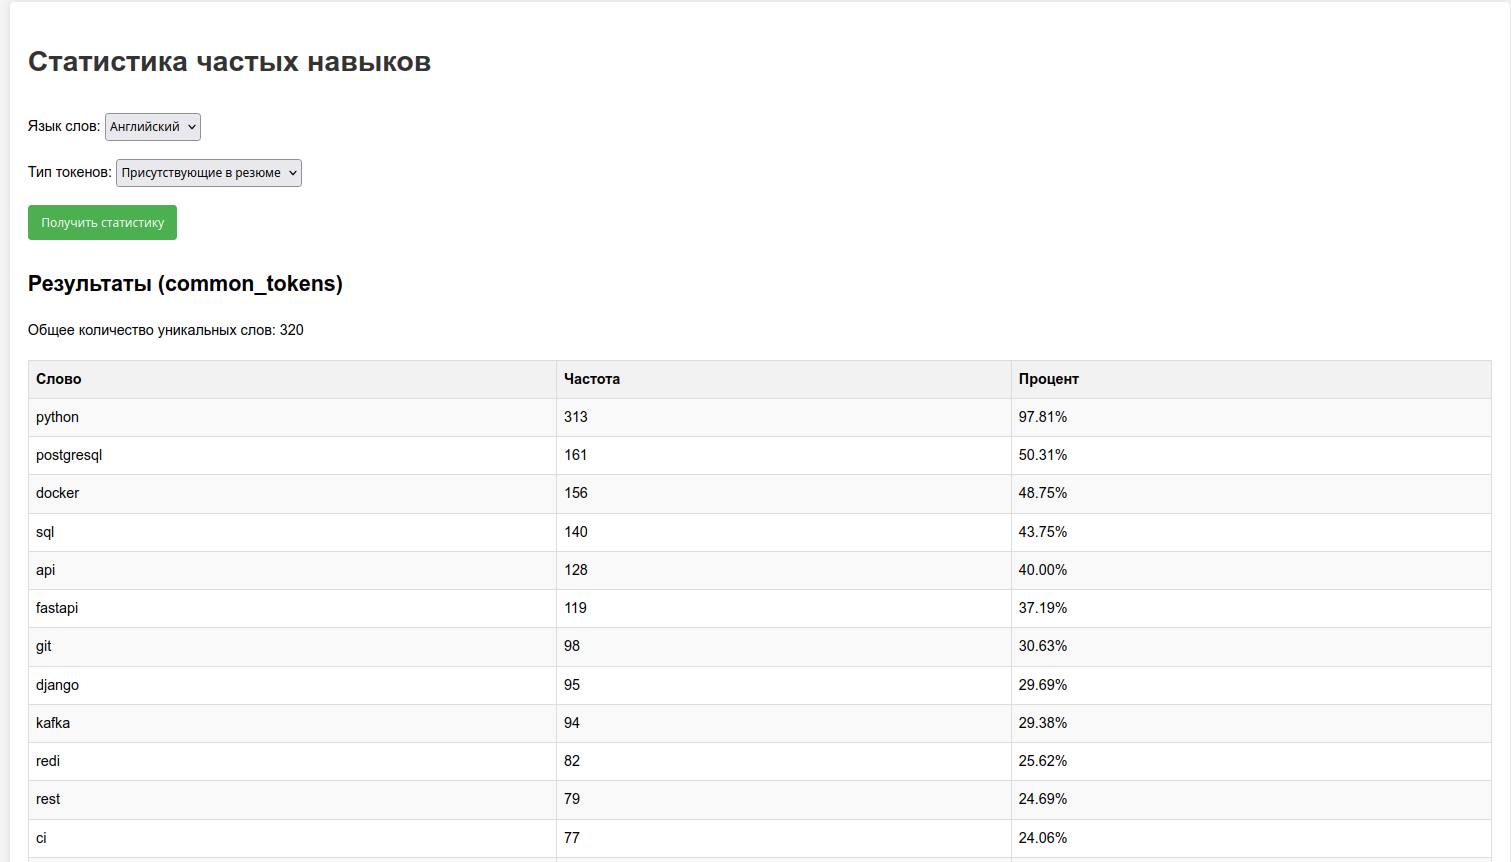 Статистика частых навыков
Язык слов: Английский
Тип токенов: Присутствующие в резюме
Получить статистику
Результаты (common_tokens)
Общее количество уникальных слов: 320
Слово Частота Процент
python 313 97.81%
postgresql 161 50.31%
docker 156 48.75%
sql 140 43.75%
api 128 40.00%
fastapi 119 37.19%
git 98 30.63%
django 95 29.69%
kafka 94 29.38%
redi 82 25.62%
rest 79 24.69%
ci 77 24.06%